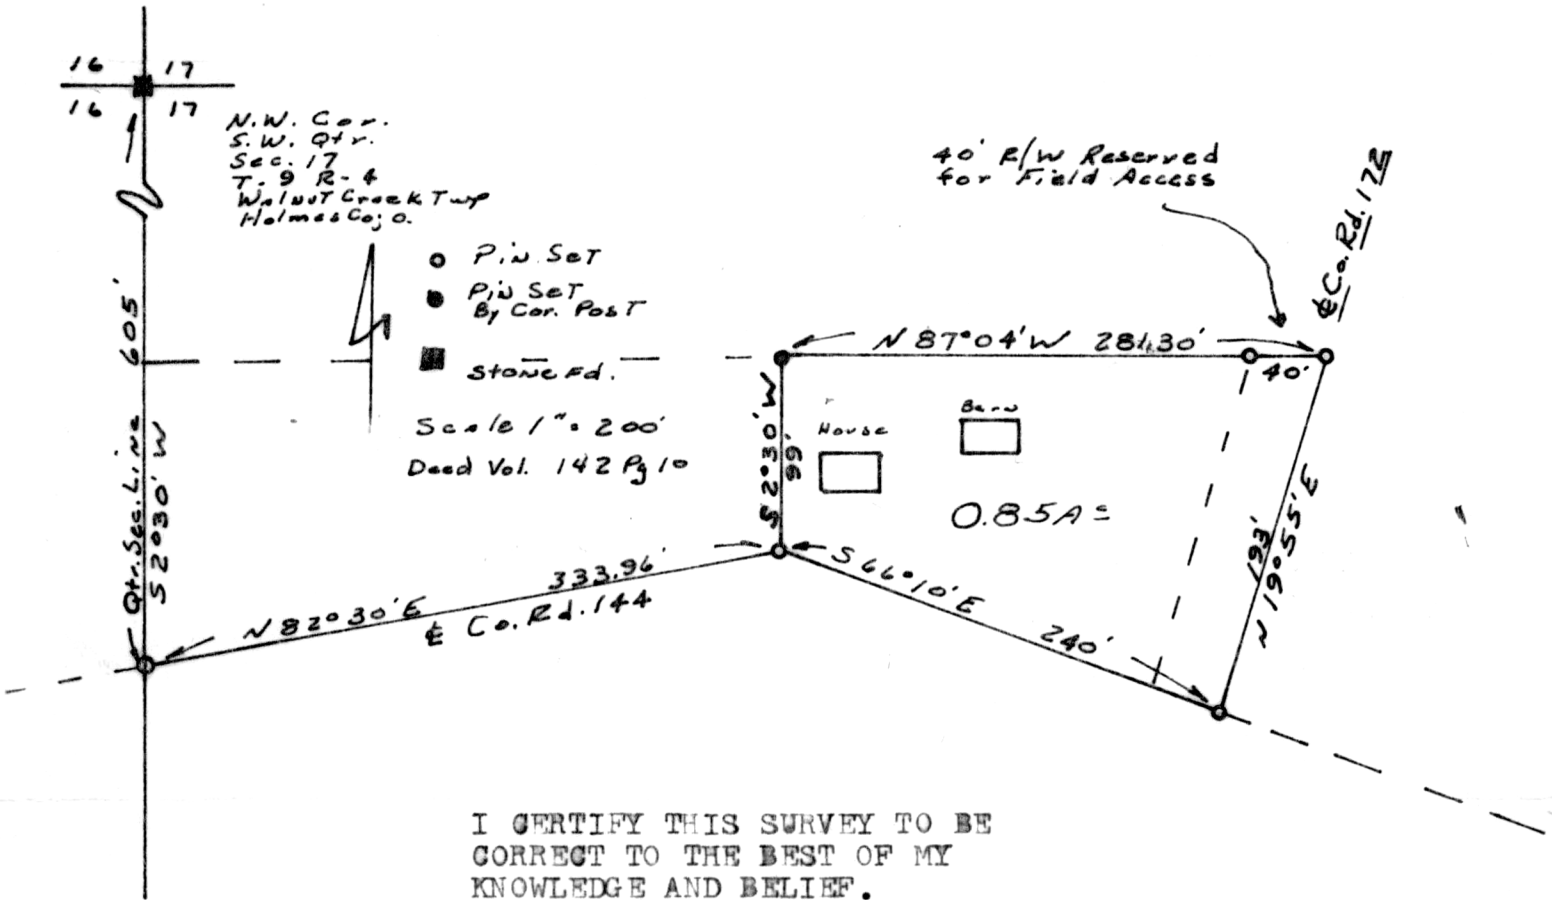 16 17
16 17
N.W. Cor.
S.W. Qtr.
Sec. 17
T-9 R-4
Walnut Creek Twp
Holmes Co; O.
40' R/W Reserved
for Field Access
℄ Co. Rd. 172
○ Pin Set
● Pin Set
By Cor. Post
■ Stone Fd.
Scale 1" = 200'
Deed Vol. 142 Pg 10
605'
Qtr. Sec. Line
S 2° 30' W
N 87° 04' W 281.30'
40'
S 2° 30' W
99'
House
Barn
0.85 Ac
193'
N 19° 55' E
S 66° 10' E
240'
333.96'
N 82° 30' E
℄ Co. Rd. 144
I CERTIFY THIS SURVEY TO BE
CORRECT TO THE BEST OF MY
KNOWLEDGE AND BELIEF.